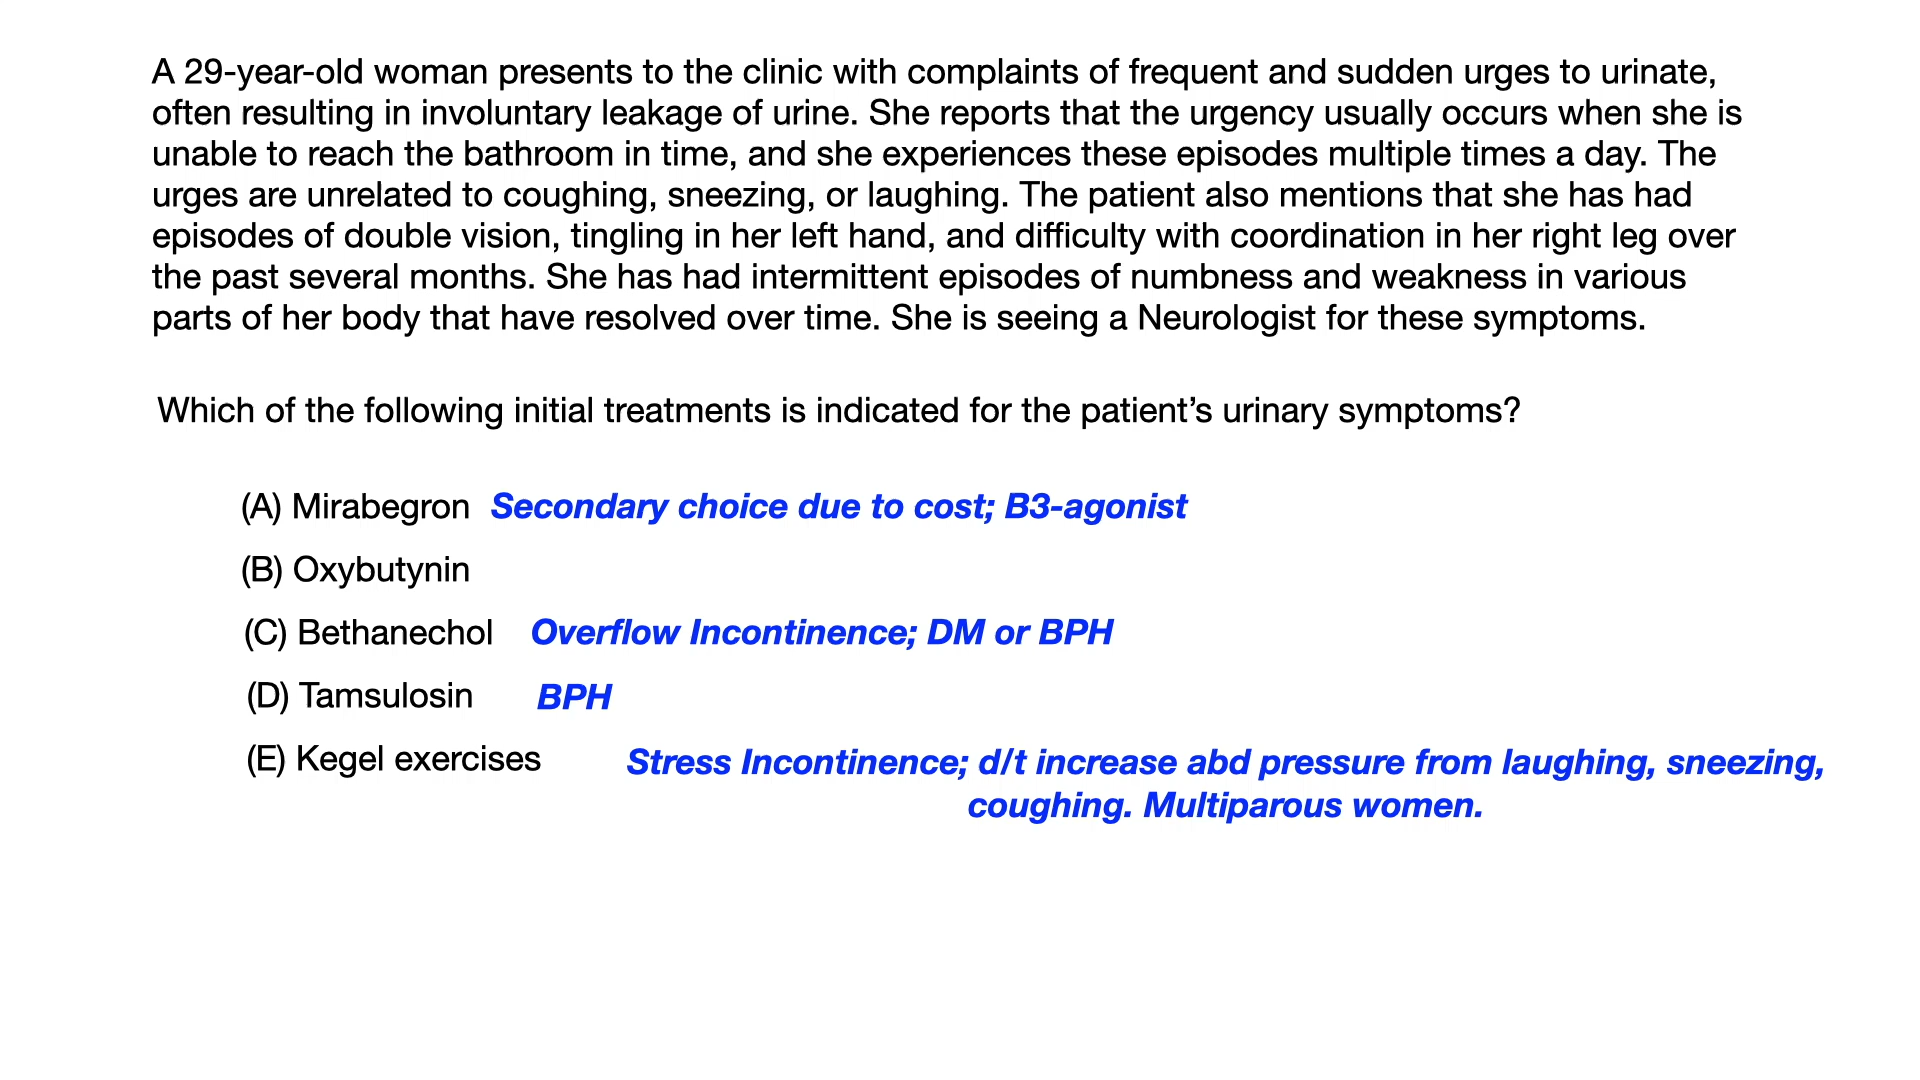 A 29-year-old woman presents to the clinic with complaints of frequent and sudden urges to urinate,
often resulting in involuntary leakage of urine. She reports that the urgency usually occurs when she is
unable to reach the bathroom in time, and she experiences these episodes multiple times a day. The
urges are unrelated to coughing, sneezing, or laughing. The patient also mentions that she has had
episodes of double vision, tingling in her left hand, and difficulty with coordination in her right leg over
the past several months. She has had intermittent episodes of numbness and weakness in various
parts of her body that have resolved over time. She is seeing a Neurologist for these symptoms.
Which of the following initial treatments is indicated for the patient’s urinary symptoms?
(A) Mirabegron Secondary choice due to cost; B3-agonist
(B) Oxybutynin
(C) Bethanechol Overflow Incontinence; DM or BPH
(D) Tamsulosin BPH
(E) Kegel exercises Stress Incontinence; d/t increase abd pressure from laughing, sneezing,
coughing. Multiparous women.